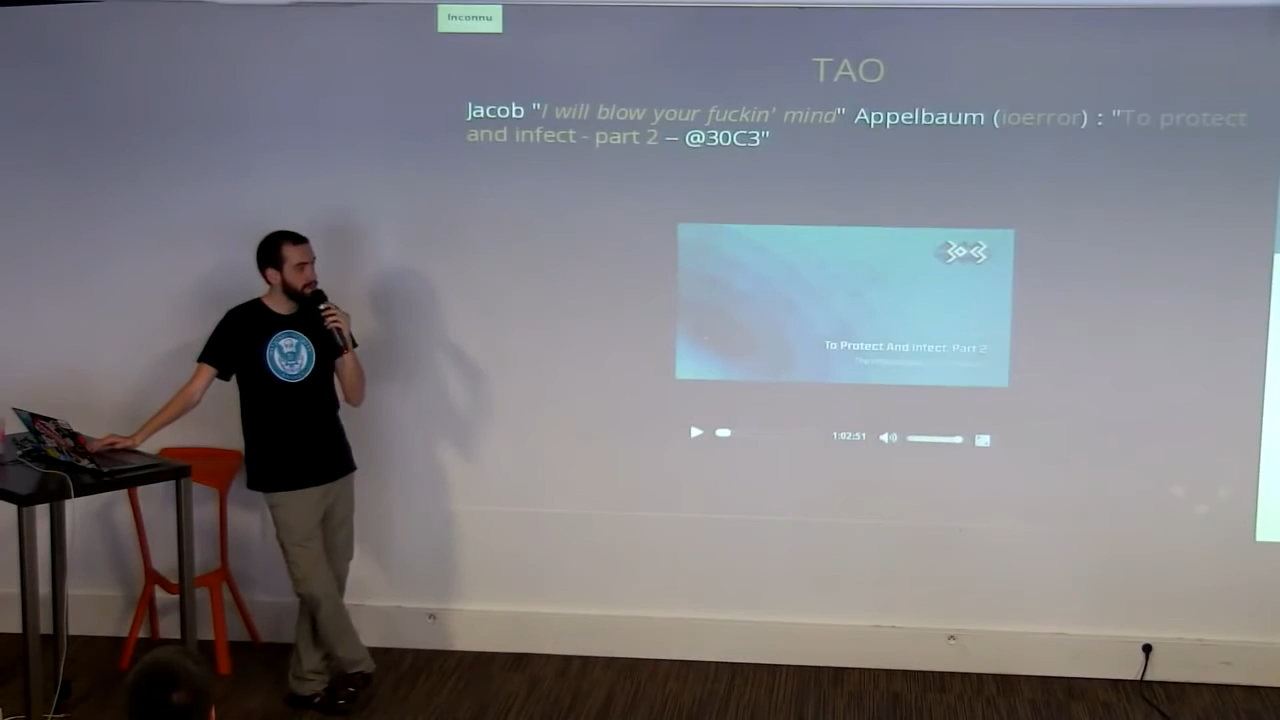 Inconnu
TAO
Jacob "I will blow your fuckin' mind" Appelbaum (ioerror) : "To protect
and infect - part 2 – @30C3"
30C3
To Protect And Infect, Part 2
1:02:51